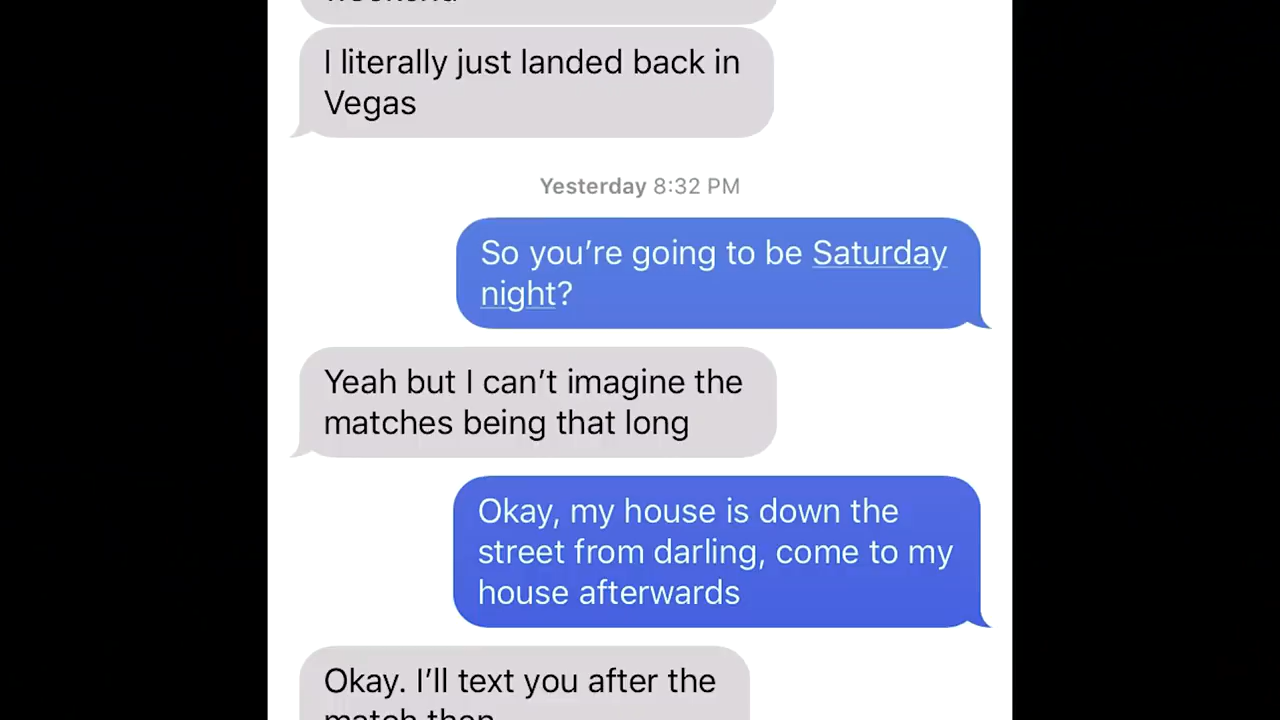 I literally just landed back in
Vegas
Yesterday 8:32 PM
So you’re going to be Saturday
night?
Yeah but I can’t imagine the
matches being that long
Okay, my house is down the
street from darling, come to my
house afterwards
Okay. I’ll text you after the
match then